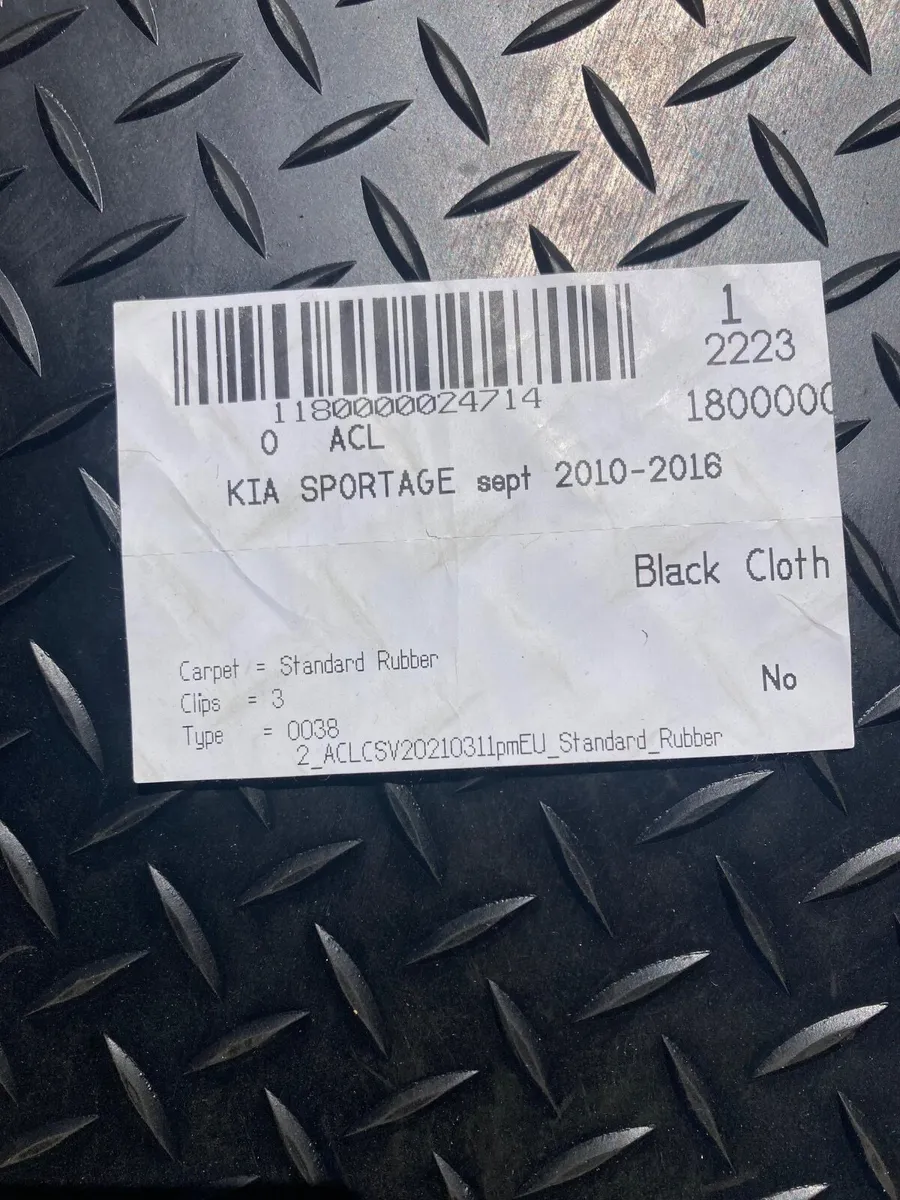 1
2223
1180000024714
1800000
0 ACL
KIA SPORTAGE sept 2010-2016
Black Cloth
Carpet = Standard Rubber
No
Clips = 3
Type = 0038
2_ACLCSV20210311pmEU_Standard_Rubber